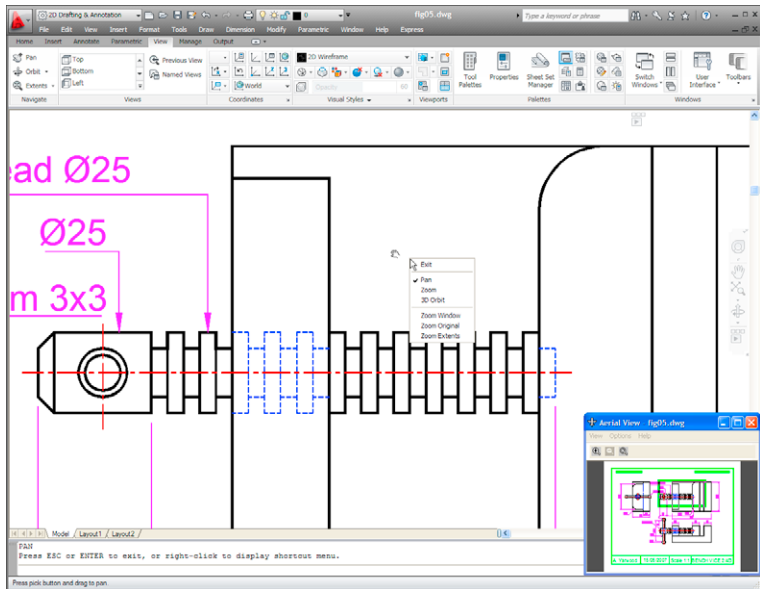 2D Drafting & Annotation
fig05.dwg
Type a keyword or phrase
File Edit View Insert Format Tools Draw Dimension Modify Parametric Window Help Express
Home Insert Annotate Parametric View Manage Output
Pan
Orbit
Extents
Navigate
Top
Bottom
Left
Previous View
Named Views
Views
World
Coordinates
2D Wireframe
Opacity 60
Visual Styles
Viewports
Tool Palettes
Properties
Sheet Set Manager
Palettes
Switch Windows
User Interface
Toolbars
Windows
ead Ø25
Ø25
m 3x3
Exit
Pan
Zoom
3D Orbit
Zoom Window
Zoom Original
Zoom Extents
Aerial View fig05.dwg
View Options Help
Model Layout1 Layout2
PAN
Press ESC or ENTER to exit, or right-click to display shortcut menu.
Press pick button and drag to pan.